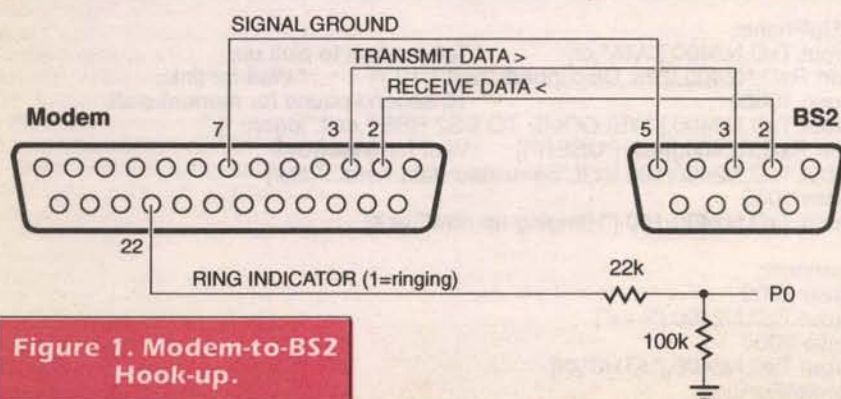 SIGNAL GROUND
TRANSMIT DATA >
RECEIVE DATA <
Modem
BS2
7
3
2
5
3
2
22
RING INDICATOR (1=ringing)
22k
P0
100k
Figure 1. Modem-to-BS2
Hook-up.